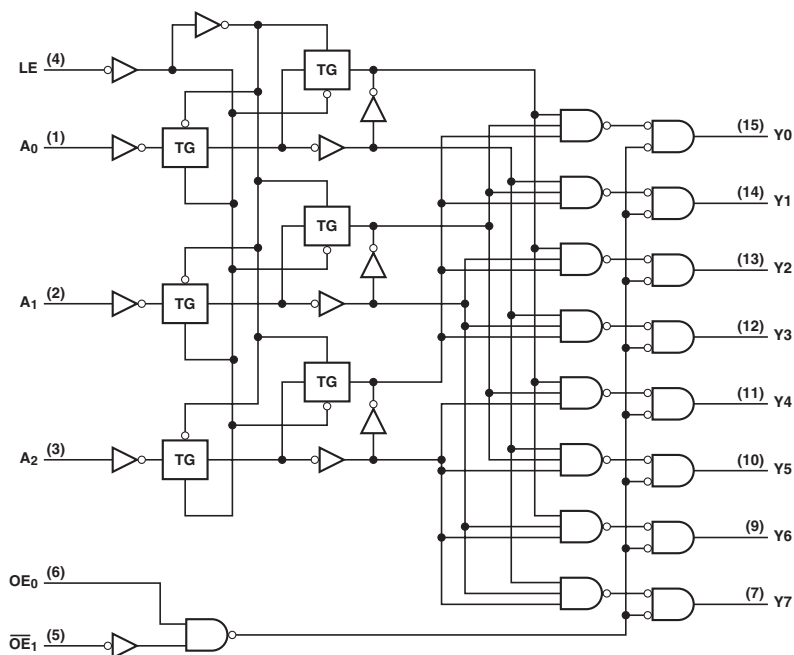 LE (4)
TG
A0 (1)
TG
(15) Y0
(14) Y1
TG
(13) Y2
A1 (2)
TG
(12) Y3
TG
(11) Y4
A2 (3)
TG
(10) Y5
(9) Y6
OE0 (6)
(7) Y7
OE1 (5)